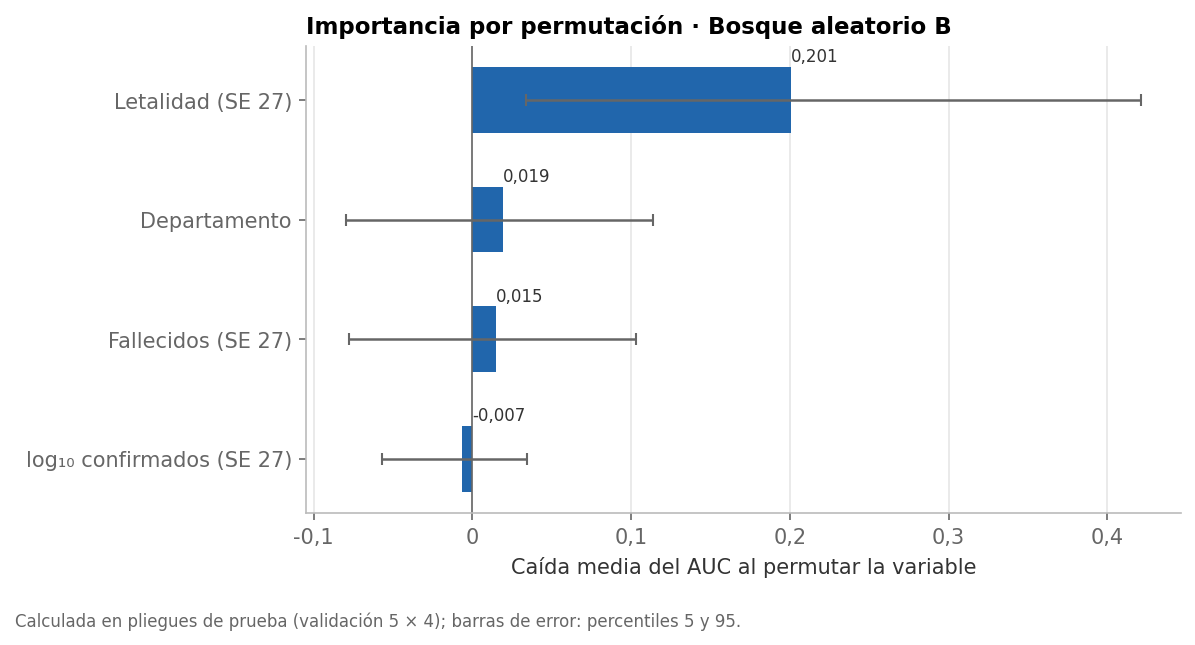 Importancia por permutación · Bosque aleatorio B
Letalidad (SE 27)
0,201
Departamento
0,019
Fallecidos (SE 27)
0,015
log₁₀ confirmados (SE 27)
-0,007
-0,1 0 0,1 0,2 0,3 0,4
Caída media del AUC al permutar la variable
Calculada en pliegues de prueba (validación 5 × 4); barras de error: percentiles 5 y 95.